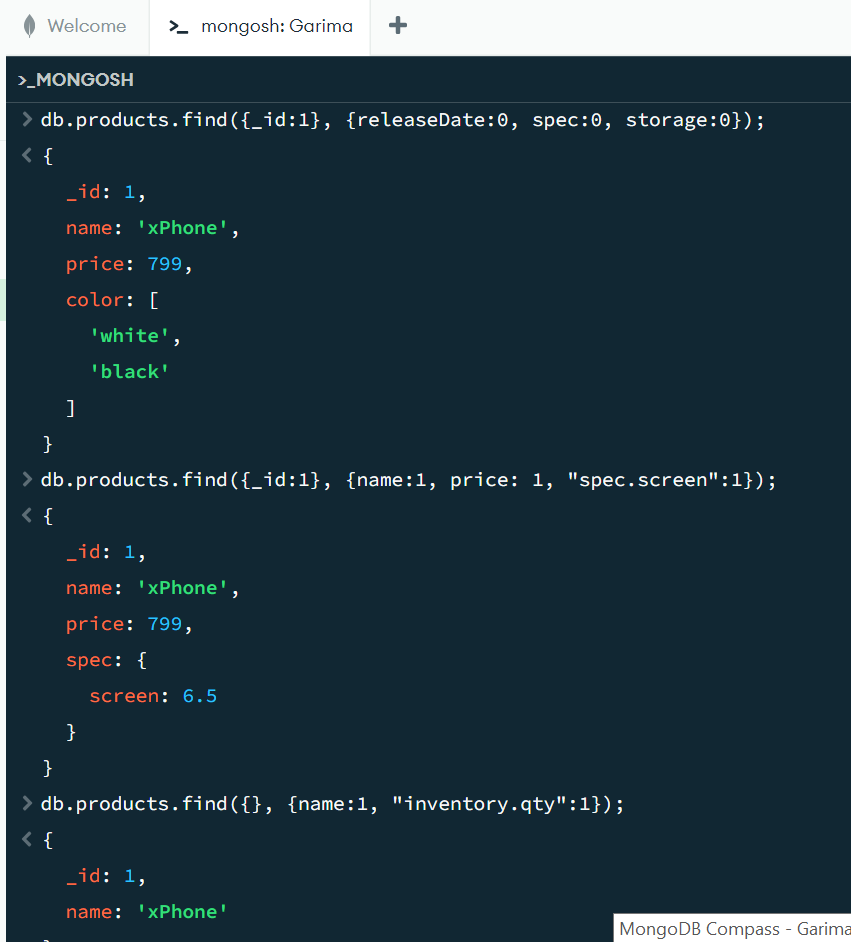 Welcome
>_ mongosh: Garima +
>_MONGOSH
> db.products.find({_id:1}, {releaseDate:0, spec:0, storage:0});
< {
_id: 1,
name: 'xPhone',
price: 799,
color: [
'white',
'black'
]
}
> db.products.find({_id:1}, {name:1, price: 1, "spec.screen":1});
< {
_id: 1,
name: 'xPhone',
price: 799,
spec: {
screen: 6.5
}
}
> db.products.find({}, {name:1, "inventory.qty":1});
< {
_id: 1,
name: 'xPhone'
MongoDB Compass - Garima